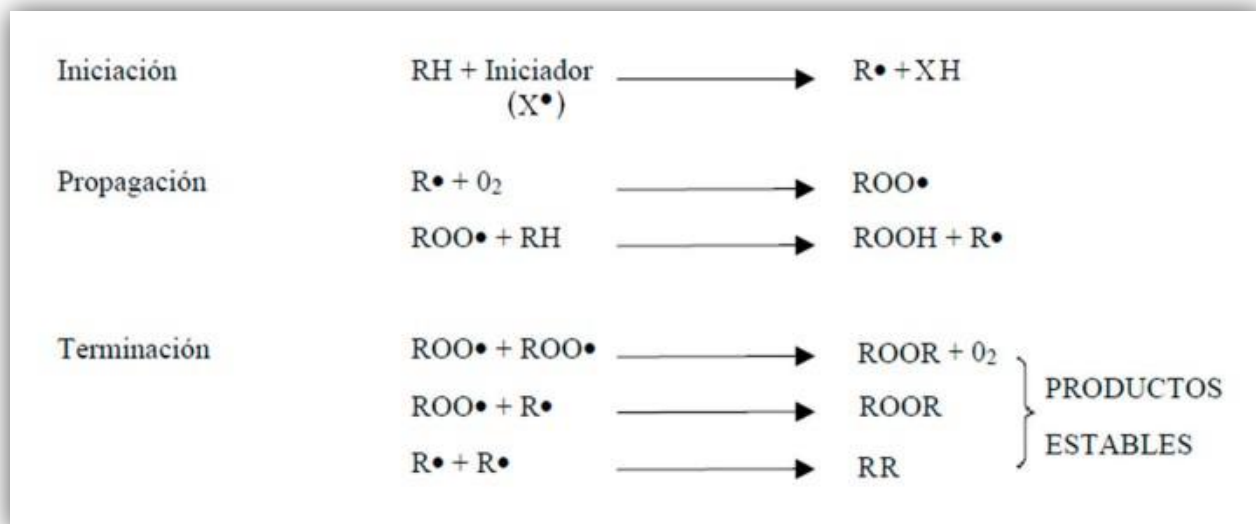 Iniciación RH + Iniciador R• + XH
(X•)
Propagación R• + 0₂ ROO•
ROO• + RH ROOH + R•
Terminación ROO• + ROO• ROOR + 0₂
ROO• + R• ROOR
R• + R• RR
PRODUCTOS
ESTABLES